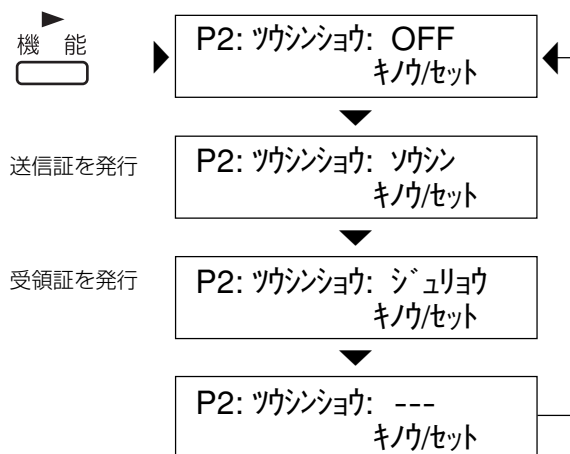 機 能
P2: ﾂｳｼﾝｼｮｳ: OFF
ｷﾉｳ/ｾｯﾄ
送信証を発行
P2: ﾂｳｼﾝｼｮｳ: ｿｳｼﾝ
ｷﾉｳ/ｾｯﾄ
受領証を発行
P2: ﾂｳｼﾝｼｮｳ: ｼﾞｭﾘｮｳ
ｷﾉｳ/ｾｯﾄ
P2: ﾂｳｼﾝｼｮｳ: ---
ｷﾉｳ/ｾｯﾄ